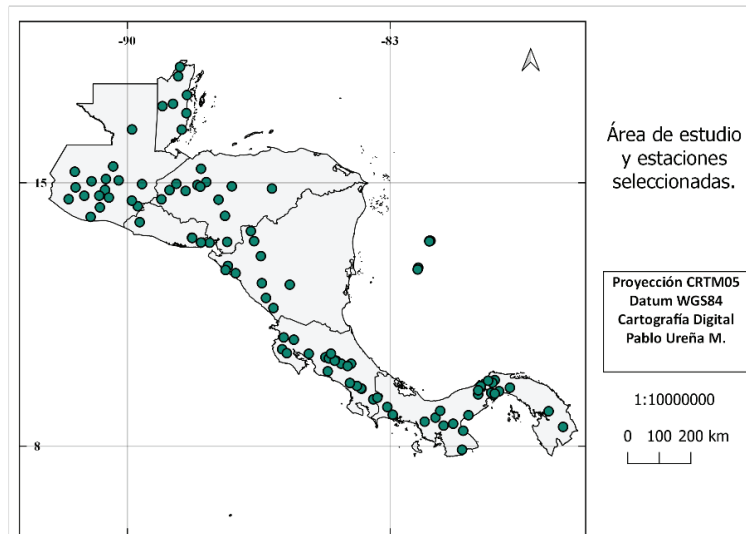 -90
-83
15
8
Área de estudio
y estaciones
seleccionadas.
Proyección CRTM05
Datum WGS84
Cartografía Digital
Pablo Ureña M.
1:10000000
0 100 200 km